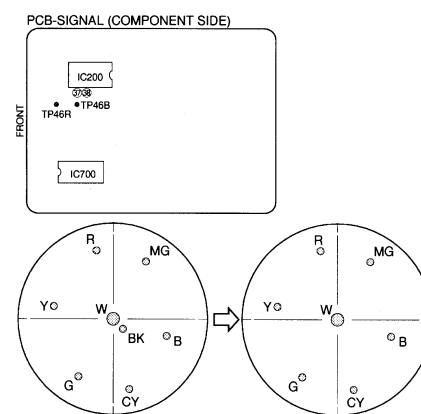 PCB-SIGNAL (COMPONENT SIDE)
IC200
37 38
TP46R TP46B
FRONT
IC700
R
MG
Y
W
BK
B
G
CY
R
MG
Y
W
B
G
CY